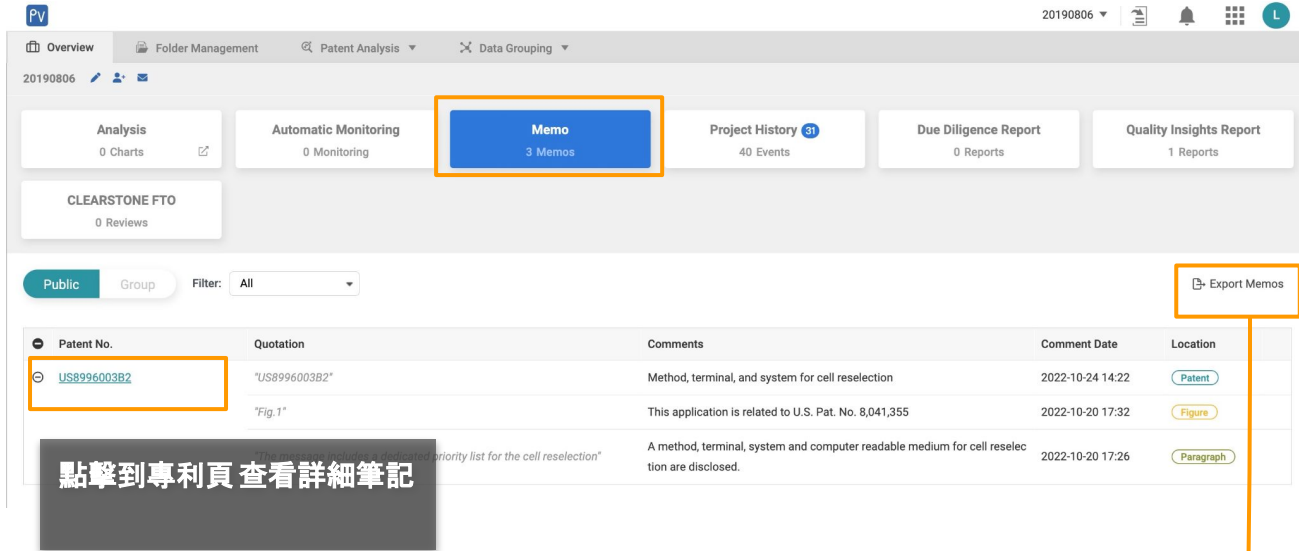 PV
20190806
L
Overview Folder Management Patent Analysis Data Grouping
20190806
Analysis
0 Charts
Automatic Monitoring
0 Monitoring
Memo
3 Memos
Project History 31
40 Events
Due Diligence Report
0 Reports
Quality Insights Report
1 Reports
CLEARSTONE FTO
0 Reviews
Public Group Filter: All
Export Memos
Patent No. Quotation Comments Comment Date Location
US8996003B2 "US8996003B2" Method, terminal, and system for cell reselection 2022-10-24 14:22 Patent
"Fig.1" This application is related to U.S. Pat. No. 8,041,355 2022-10-20 17:32 Figure
"The message includes a dedicated priority list for the cell reselection" A method, terminal, system and computer readable medium for cell reselec
tion are disclosed. 2022-10-20 17:26 Paragraph
點擊到專利頁 查看詳細筆記